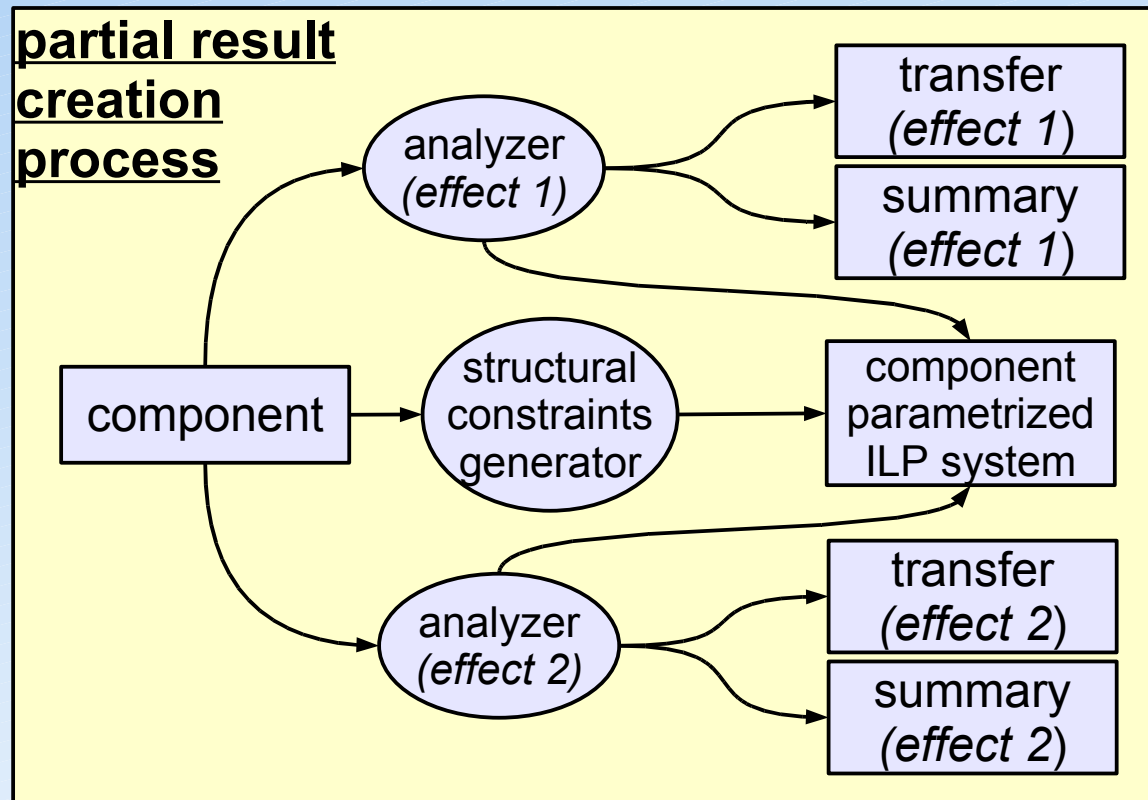 partial result
creation
process
analyzer
(effect 1)
transfer
(effect 1)
summary
(effect 1)
component
structural
constraints
generator
component
parametrized
ILP system
analyzer
(effect 2)
transfer
(effect 2)
summary
(effect 2)